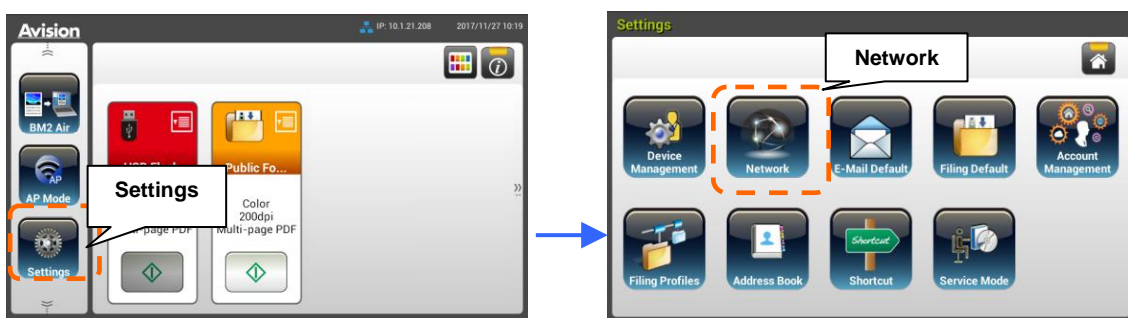 Avision
IP: 10.1.21.208
2017/11/27 10:19
BM2 Air
AP
AP Mode
Settings
Public Fo...
Color
200dpi
Multi-page PDF
-page PDF
Settings
Settings
Network
Device
Management
Network
E-Mail Default
Filing Default
Account
Management
Filing Profiles
Address Book
Shortcut
Shortcut
Service Mode